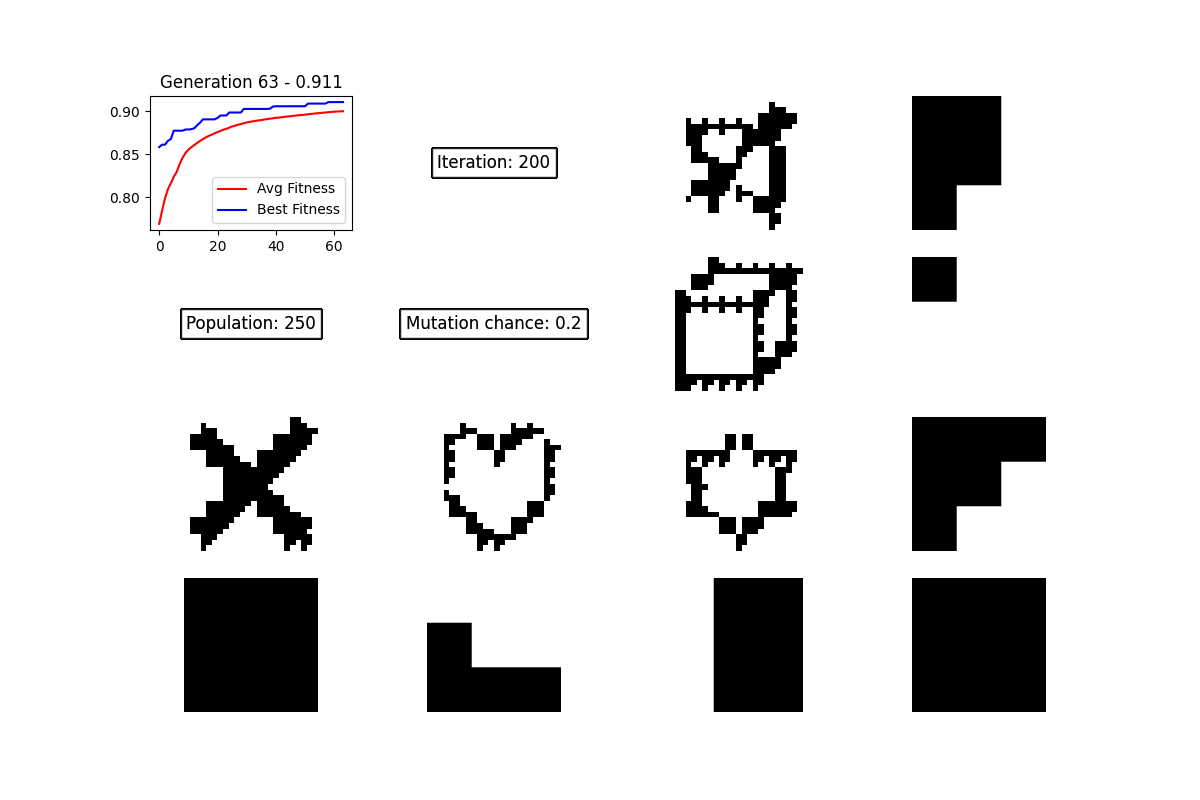 Generation 63 - 0.911
0.90
0.85
0.80
Avg Fitness
Best Fitness
0
20
40
60
Iteration: 200
Population: 250
Mutation chance: 0.2